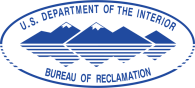 U.S. DEPARTMENT OF THE INTERIOR
BUREAU OF RECLAMATION